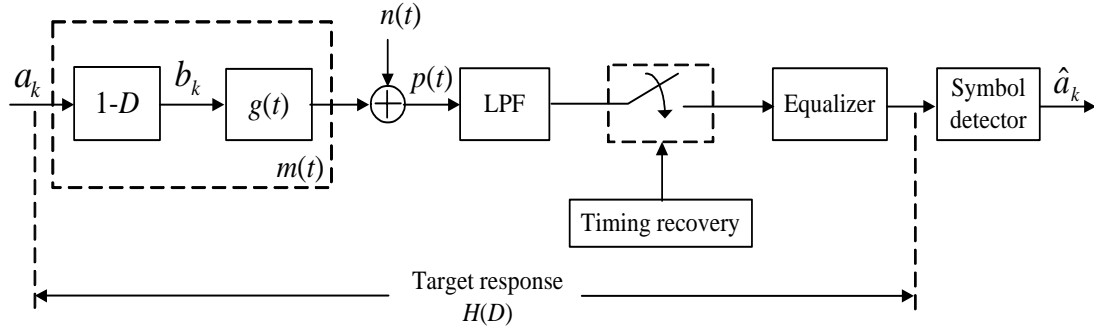 n(t)
a_k
b_k
p(t)
1-D
g(t)
LPF
Equalizer
Symbol
detector
â_k
m(t)
Timing recovery
Target response
H(D)